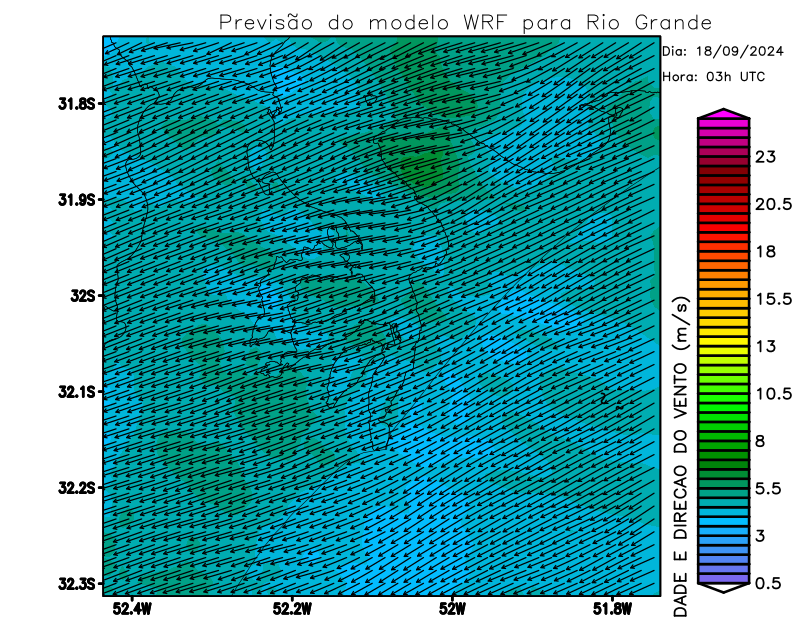 Previsão do modelo WRF para Rio Grande
Dia: 18/09/2024
Hora: 03h UTC
31.8S
31.9S
32S
32.1S
32.2S
32.3S
52.4W
52.2W
52W
51.8W
23
20.5
18
15.5
13
10.5
8
5.5
3
0.5
DADE E DIRECAO DO VENTO (m/s)